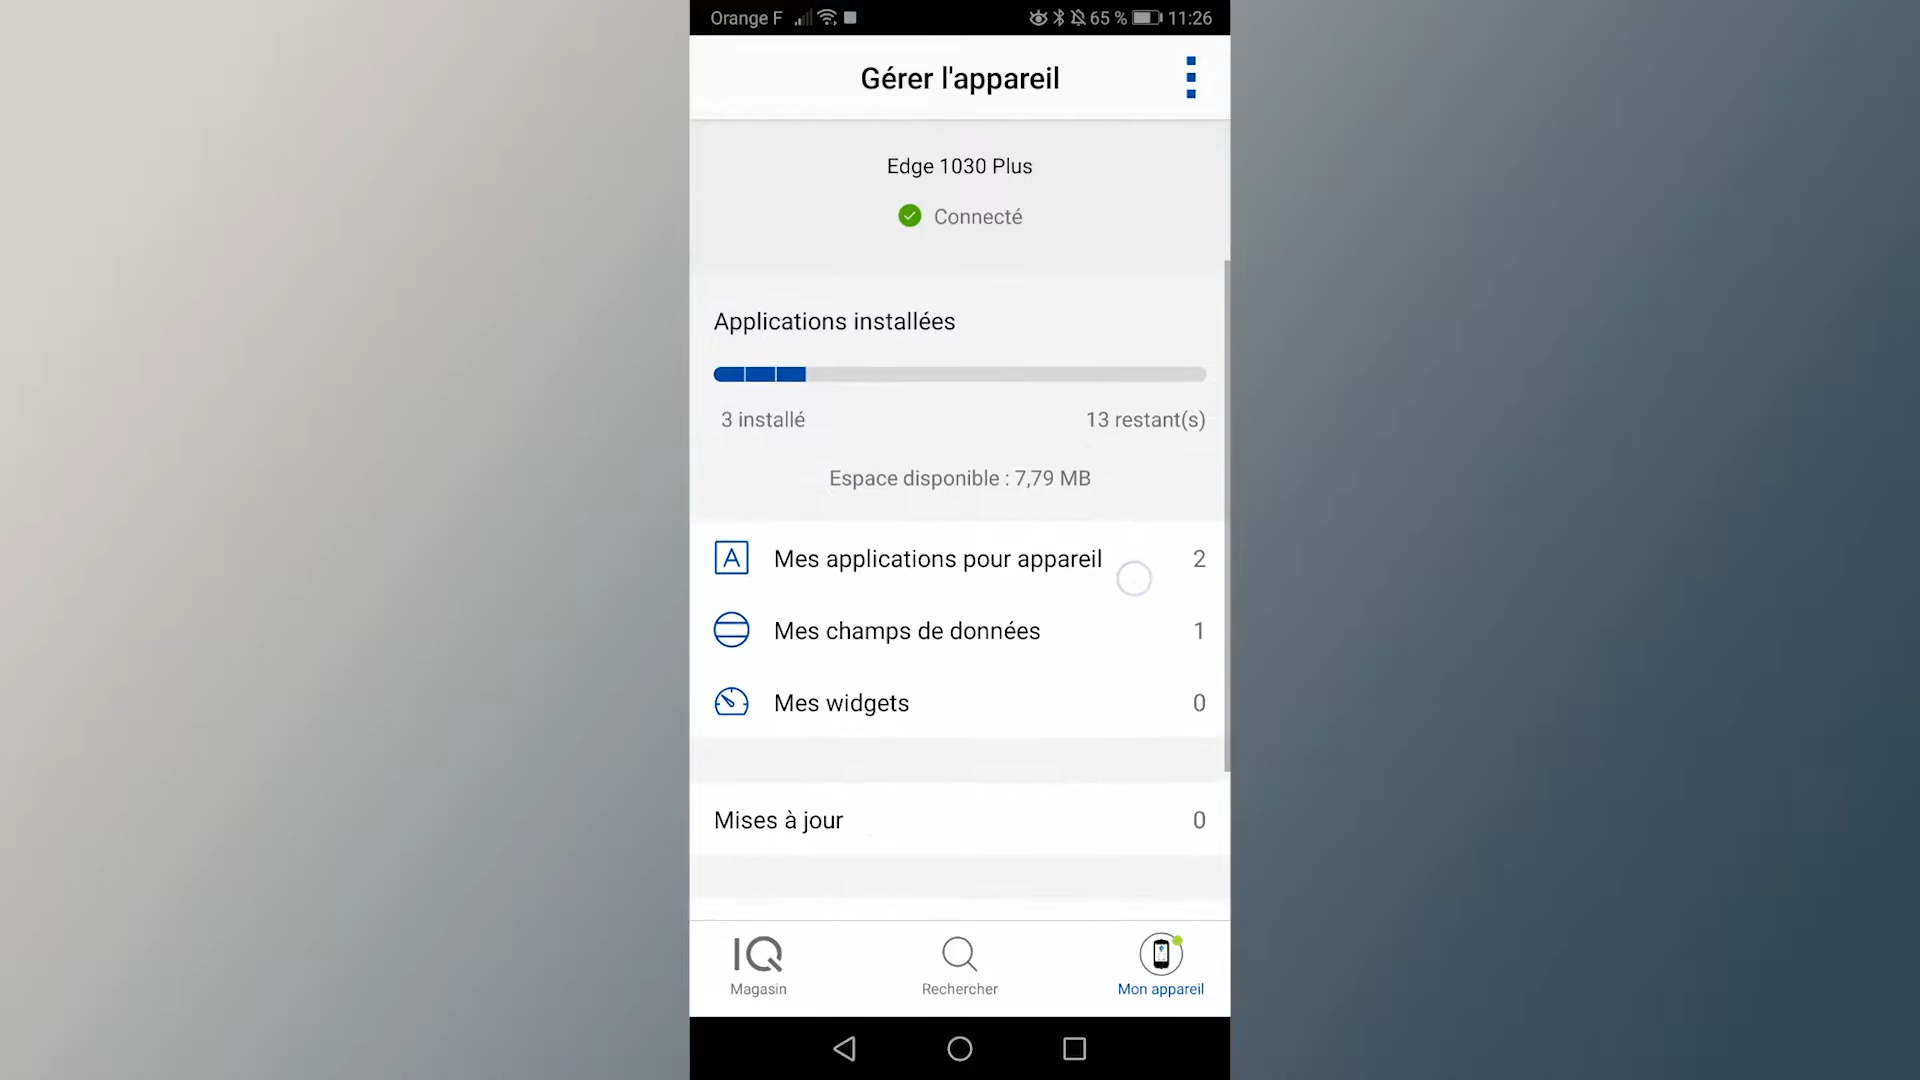 Orange F 65 % 11:26
Gérer l'appareil
Edge 1030 Plus
Connecté
Applications installées
3 installé 13 restant(s)
Espace disponible : 7,79 MB
A Mes applications pour appareil 2
Mes champs de données 1
Mes widgets 0
Mises à jour 0
IQ
Magasin Rechercher Mon appareil